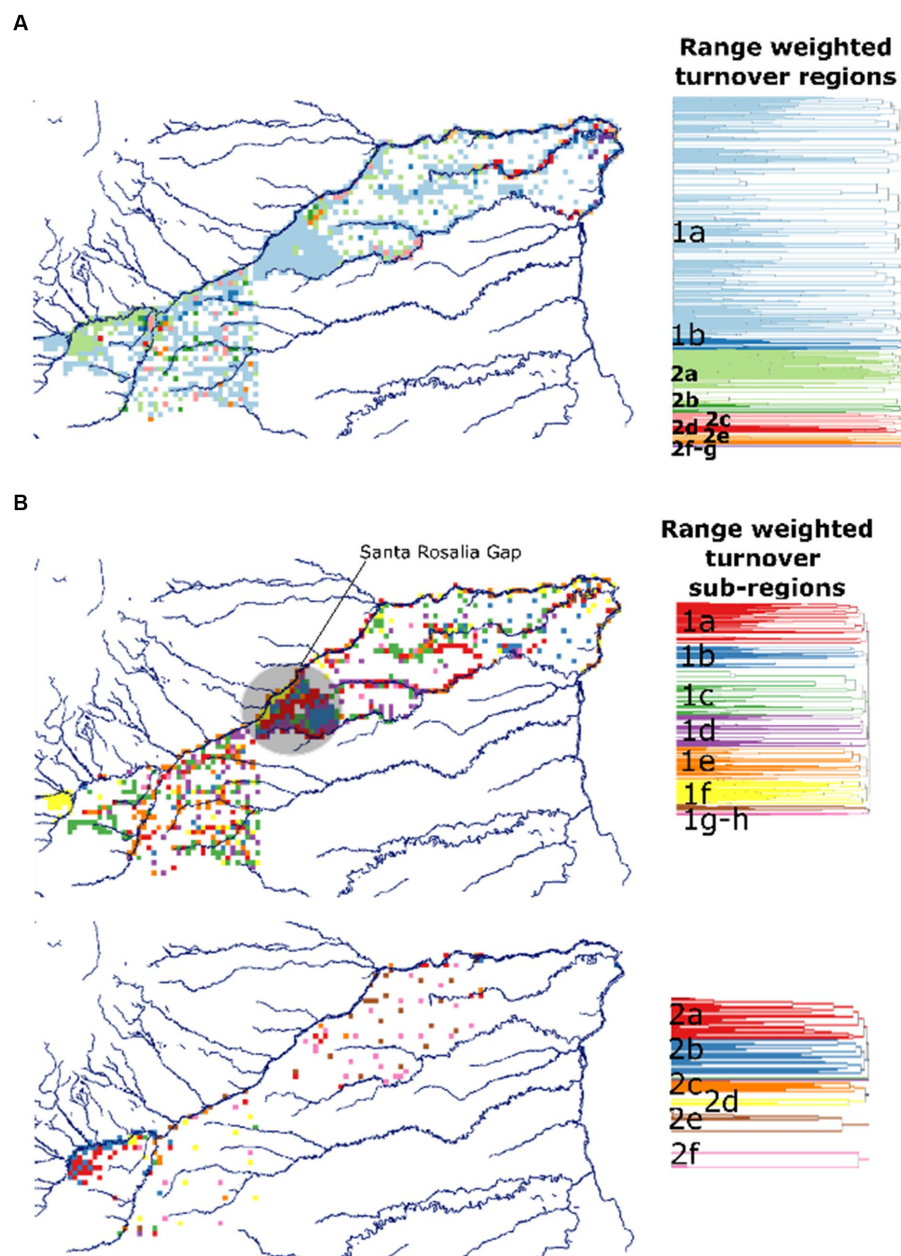 A
Range weighted
turnover regions
1a
1b
2a
2b
2c
2d
2e
2f-g
B
Santa Rosalia Gap
Range weighted
turnover
sub-regions
1a
1b
1c
1d
1e
1f
1g-h
2a
2b
2c
2d
2e
2f